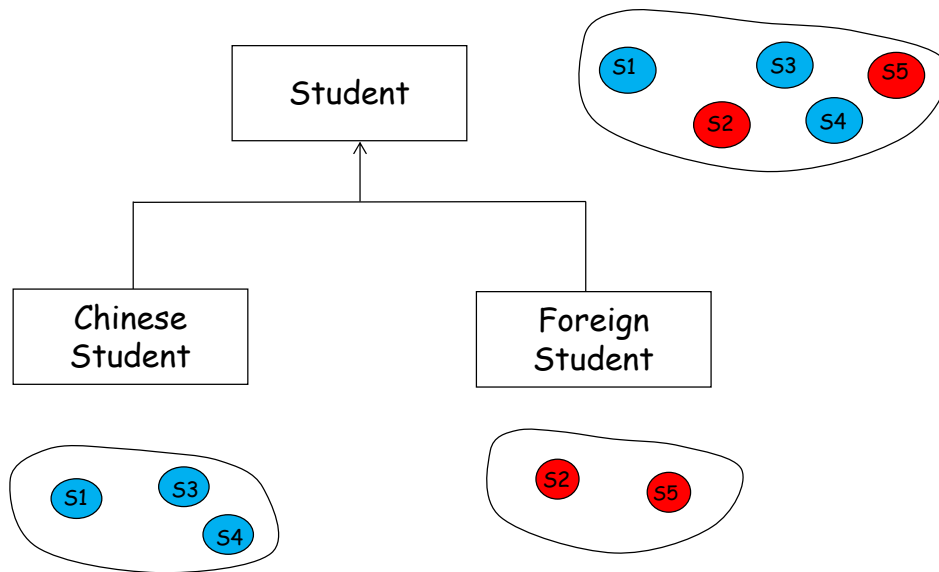 Student
S1
S3
S5
S2
S4
Chinese
Student
Foreign
Student
S1
S3
S4
S2
S5